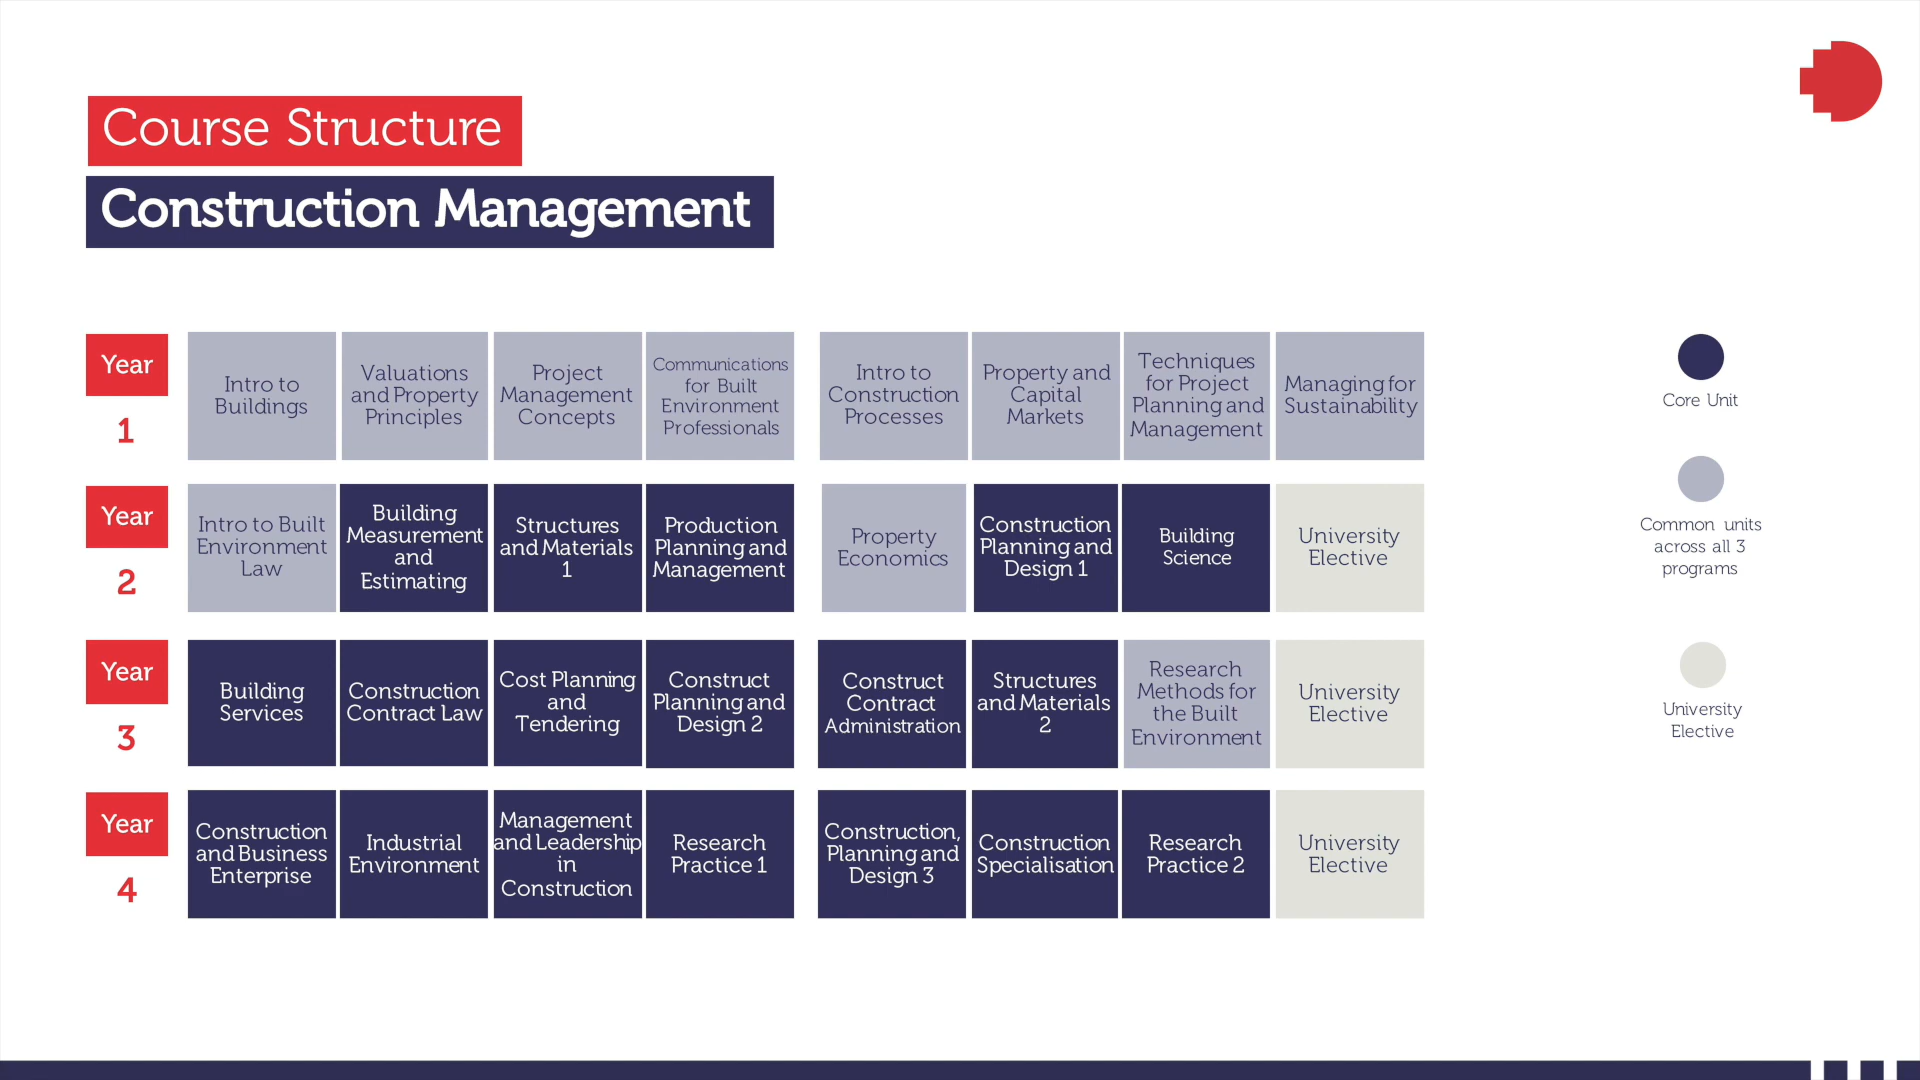 Course Structure
Construction Management
Year
1
Intro to
Buildings
Valuations
and Property
Principles
Project
Management
Concepts
Communications
for Built
Environment
Professionals
Intro to
Construction
Processes
Property and
Capital
Markets
Techniques
for Project
Planning and
Management
Managing for
Sustainability
Year
2
Intro to Built
Environment
Law
Building
Measurement
and
Estimating
Structures
and Materials
1
Production
Planning and
Management
Property
Economics
Construction
Planning and
Design 1
Building
Science
University
Elective
Year
3
Building
Services
Construction
Contract Law
Cost Planning
and
Tendering
Construct
Planning and
Design 2
Construct
Contract
Administration
Structures
and Materials
2
Research
Methods for
the Built
Environment
University
Elective
Year
4
Construction
and Business
Enterprise
Industrial
Environment
Management
and Leadership
in
Construction
Research
Practice 1
Construction,
Planning and
Design 3
Construction
Specialisation
Research
Practice 2
University
Elective
Core Unit
Common units
across all 3
programs
University
Elective